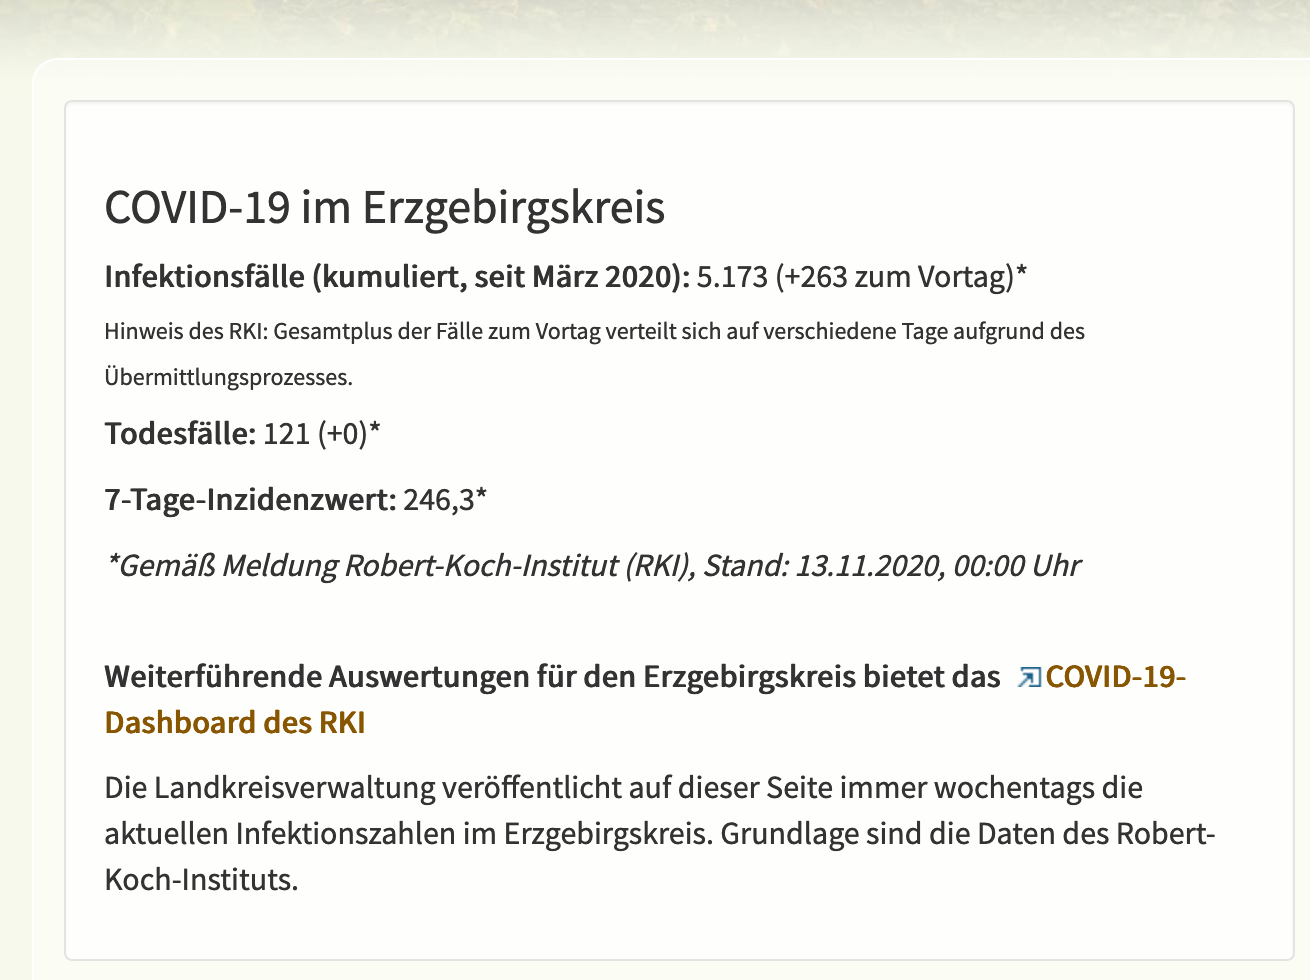 COVID-19 im Erzgebirgskreis
Infektionsfälle (kumuliert, seit März 2020): 5.173 (+263 zum Vortag)*
Hinweis des RKI: Gesamtplus der Fälle zum Vortag verteilt sich auf verschiedene Tage aufgrund des
Übermittlungsprozesses.
Todesfälle: 121 (+0)*
7-Tage-Inzidenzwert: 246,3*
*Gemäß Meldung Robert-Koch-Institut (RKI), Stand: 13.11.2020, 00:00 Uhr
Weiterführende Auswertungen für den Erzgebirgskreis bietet das COVID-19-
Dashboard des RKI
Die Landkreisverwaltung veröffentlicht auf dieser Seite immer wochentags die
aktuellen Infektionszahlen im Erzgebirgskreis. Grundlage sind die Daten des Robert-
Koch-Instituts.